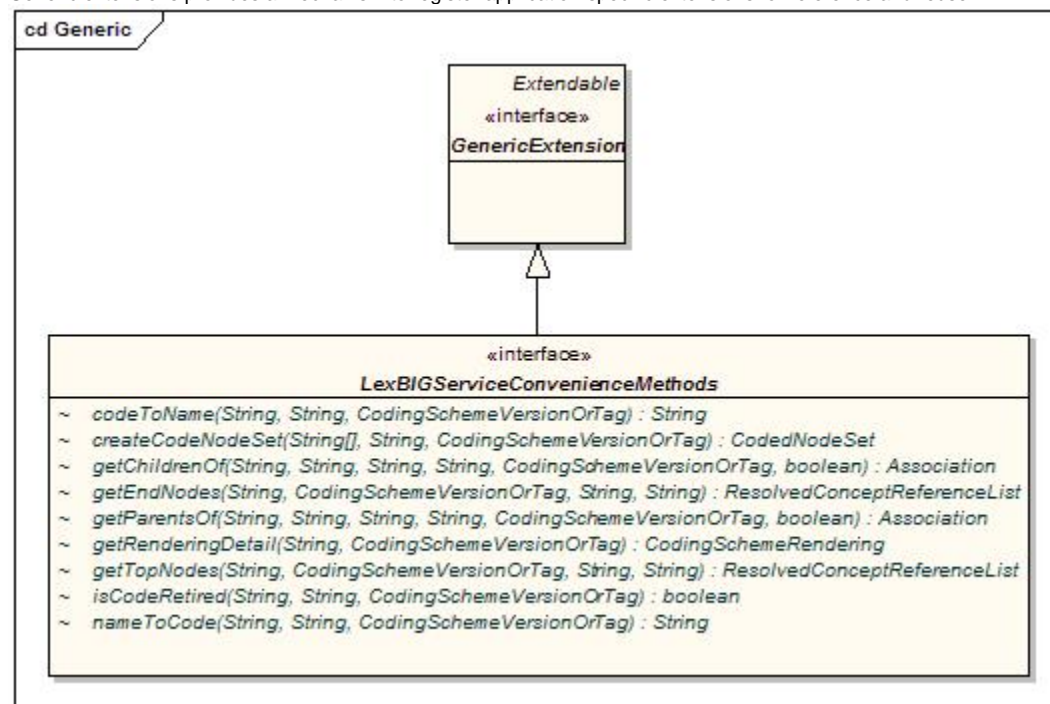 cd Generic
Extendable
«interface»
GenericExtension
«interface»
LexBIGServiceConvenienceMethods
~ codeToName(String, String, CodingSchemeVersionOrTag) : String
~ createCodeNodeSet(String[], String, CodingSchemeVersionOrTag) : CodedNodeSet
~ getChildrenOf(String, String, String, String, CodingSchemeVersionOrTag, boolean) : Association
~ getEndNodes(String, CodingSchemeVersionOrTag, String, String) : ResolvedConceptReferenceList
~ getParentsOf(String, String, String, String, CodingSchemeVersionOrTag, boolean) : Association
~ getRenderingDetail(String, CodingSchemeVersionOrTag) : CodingSchemeRendering
~ getTopNodes(String, CodingSchemeVersionOrTag, String, String) : ResolvedConceptReferenceList
~ isCodeRetired(String, String, CodingSchemeVersionOrTag) : boolean
~ nameToCode(String, String, CodingSchemeVersionOrTag) : String